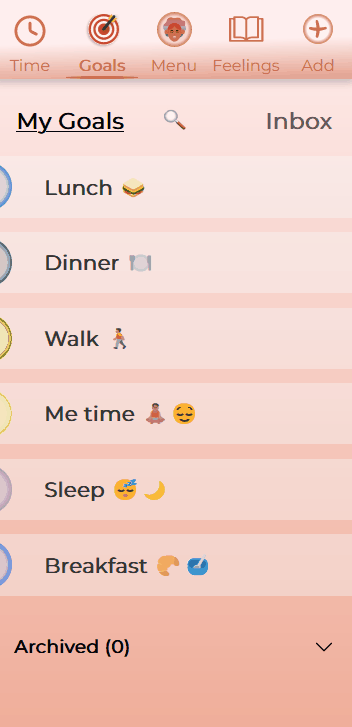 Time Goals Menu Feelings Add
My Goals Inbox
Lunch
Dinner
Walk
Me time
Sleep
Breakfast
Archived (0)